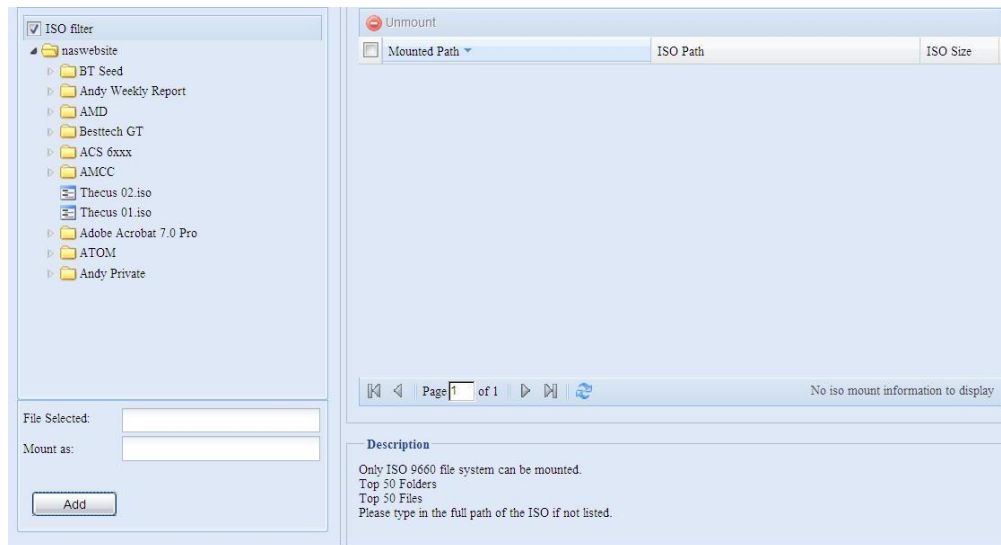 ISO filter
naswebsite
BT Seed
Andy Weekly Report
AMD
Besttech GT
ACS 6xxx
AMCC
Thecus 02.iso
Thecus 01.iso
Adobe Acrobat 7.0 Pro
ATOM
Andy Private
File Selected:
Mount as:
Add
Unmount
Mounted Path ISO Path ISO Size
Page 1 of 1 No iso mount information to display
Description
Only ISO 9660 file system can be mounted.
Top 50 Folders
Top 50 Files
Please type in the full path of the ISO if not listed.